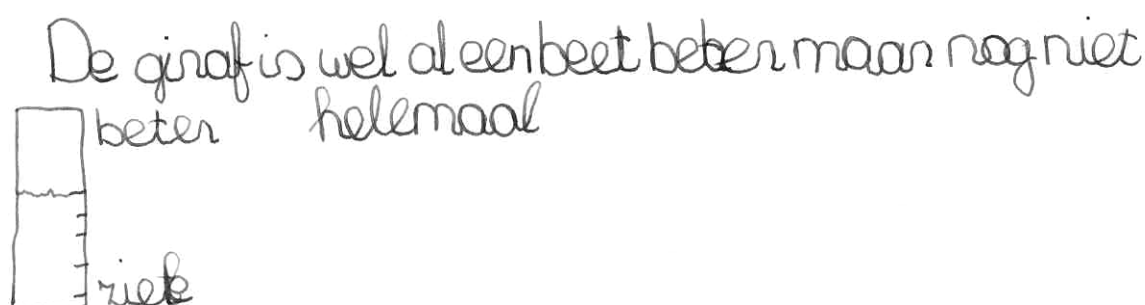 De giraf is wel al een beet beter maar nog niet
helemaal
beter
ziek